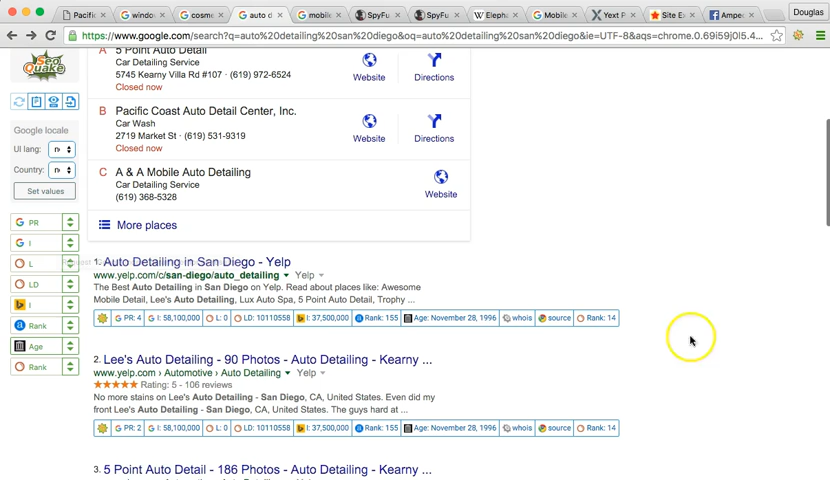 Pacific
window
cosme
auto d
mobile
SpyFu
SpyFu
Eleph
Mobile
Yext P
Site Ex
Ampe
Douglas
https://www.google.com/search?q=auto%20detailing%20san%20diego&oq=auto%20detailing%20san%20diego&ie=UTF-8&aqs=chrome.0.69i59j0l5.4...
SEO
Quake
Google locale
UI lang:
Country:
Set values
PR
I
L
LD
I
Rank
Age
Rank
A 5 Point Auto Detail
Car Detailing Service
5745 Kearny Villa Rd #107 · (619) 972-6524
Closed now
Website
Directions
B Pacific Coast Auto Detail Center, Inc.
Car Wash
2719 Market St · (619) 531-9319
Closed now
Website
Directions
C A & A Mobile Auto Detailing
Car Detailing Service
(619) 368-5328
Website
More places
1. Auto Detailing in San Diego - Yelp
www.yelp.com/c/san-diego/auto_detailing Yelp
The Best Auto Detailing in San Diego on Yelp. Read about places like: Awesome
Mobile Detail, Lee's Auto Detailing, Lux Auto Spa, 5 Point Auto Detail, Trophy ...
PR: 4 I: 58,100,000 L: 0 LD: 10110558 I: 37,500,000 Rank: 155 Age: November 28, 1996 whois source Rank: 14
2. Lee's Auto Detailing - 90 Photos - Auto Detailing - Kearny ...
www.yelp.com › Automotive › Auto Detailing Yelp
Rating: 5 - 106 reviews
No more stains on Lee's Auto Detailing - San Diego, CA, United States. Even did my
front Lee's Auto Detailing - San Diego, CA, United States. The guys hard at ...
PR: 2 I: 58,100,000 L: 0 LD: 10110558 I: 37,500,000 Rank: 155 Age: November 28, 1996 whois source Rank: 14
3. 5 Point Auto Detail - 186 Photos - Auto Detailing - Kearny ...